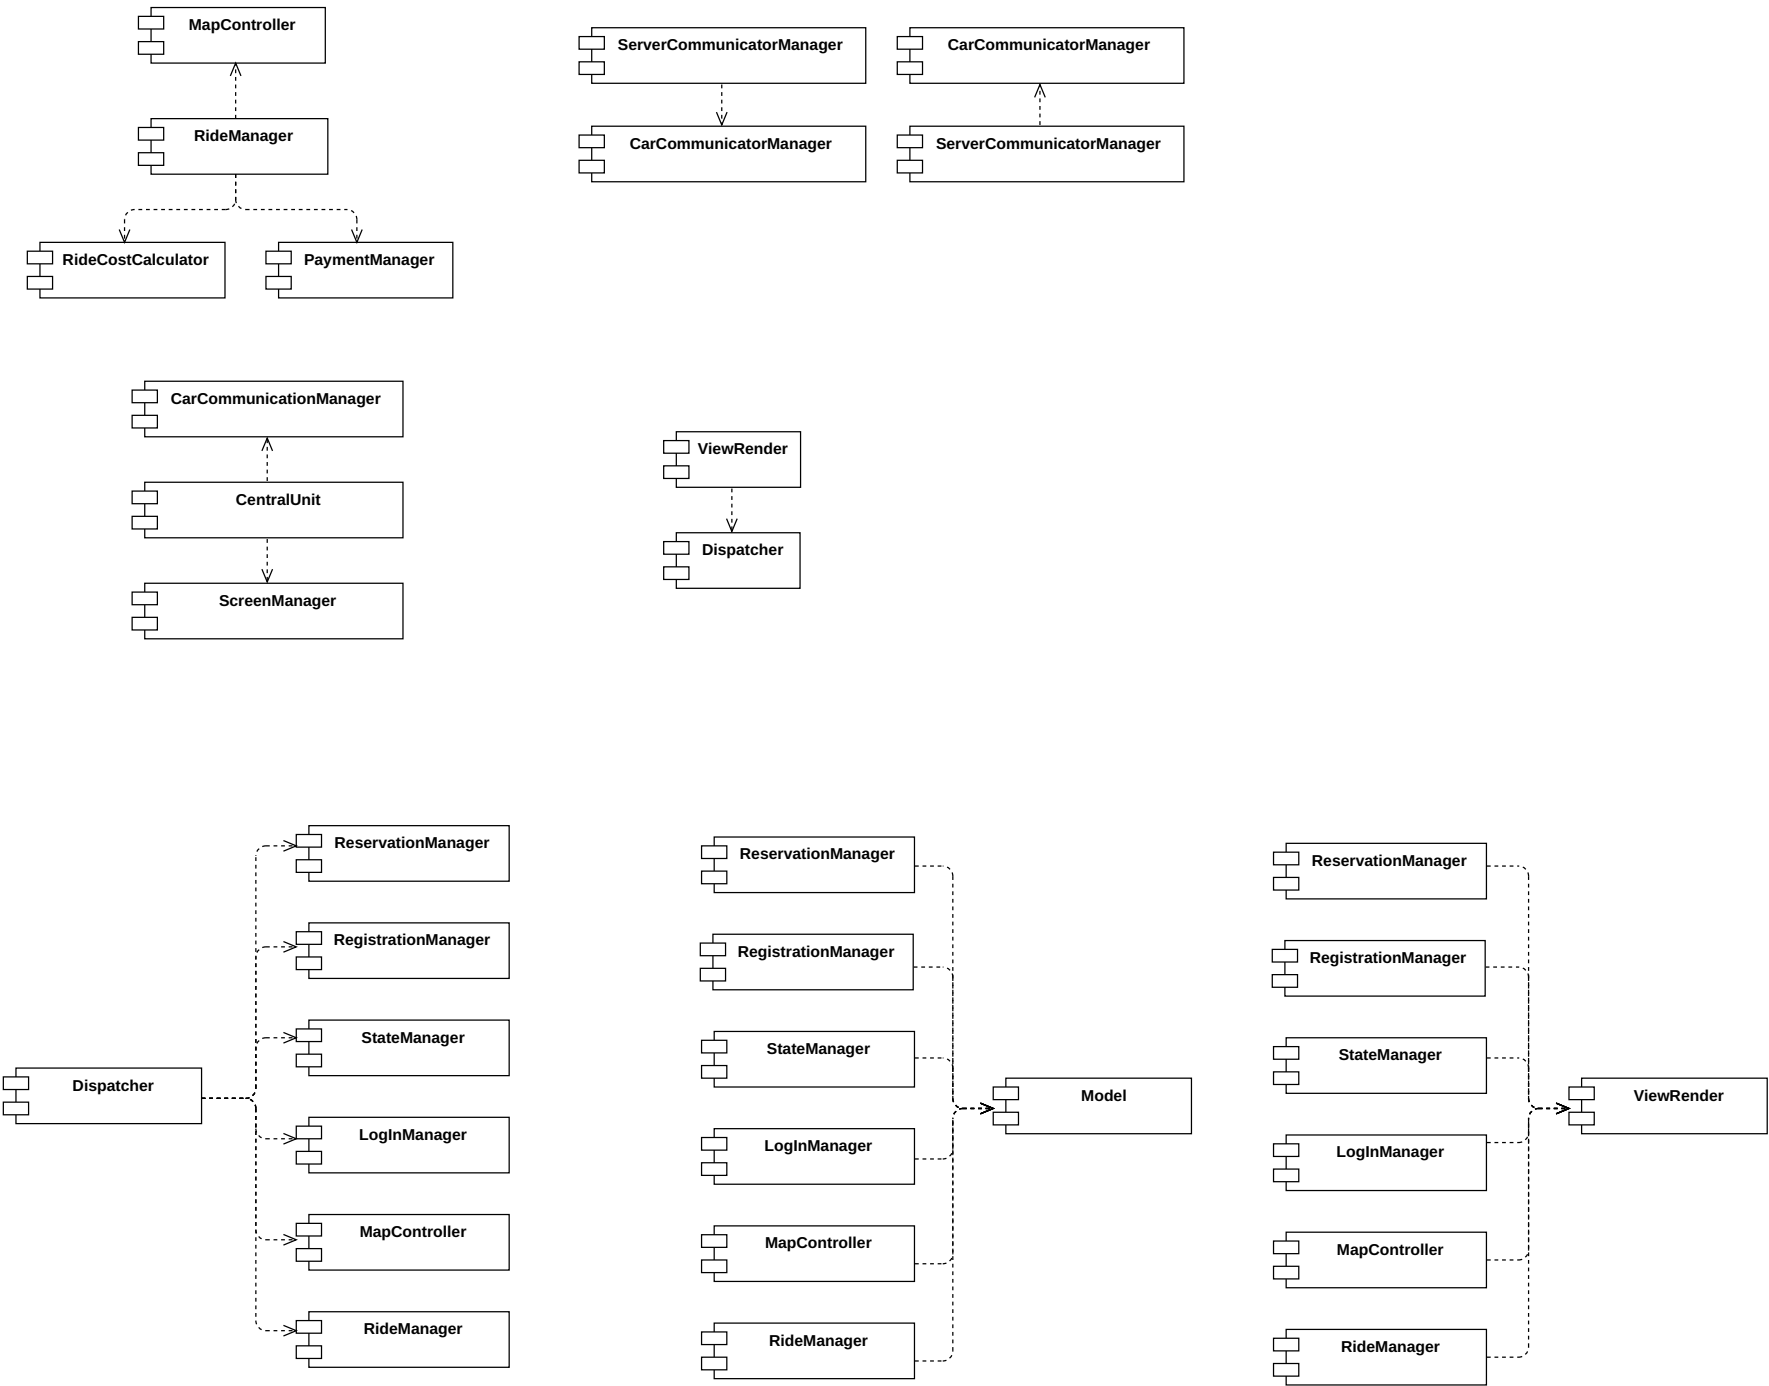 MapController
RideManager
RideCostCalculator
PaymentManager
ServerCommunicatorManager
CarCommunicatorManager
CarCommunicatorManager
ServerCommunicatorManager
CarCommunicationManager
CentralUnit
ScreenManager
ViewRender
Dispatcher
Dispatcher
ReservationManager
RegistrationManager
StateManager
LogInManager
MapController
RideManager
ReservationManager
RegistrationManager
StateManager
LogInManager
MapController
RideManager
Model
ReservationManager
RegistrationManager
StateManager
LogInManager
MapController
RideManager
ViewRender